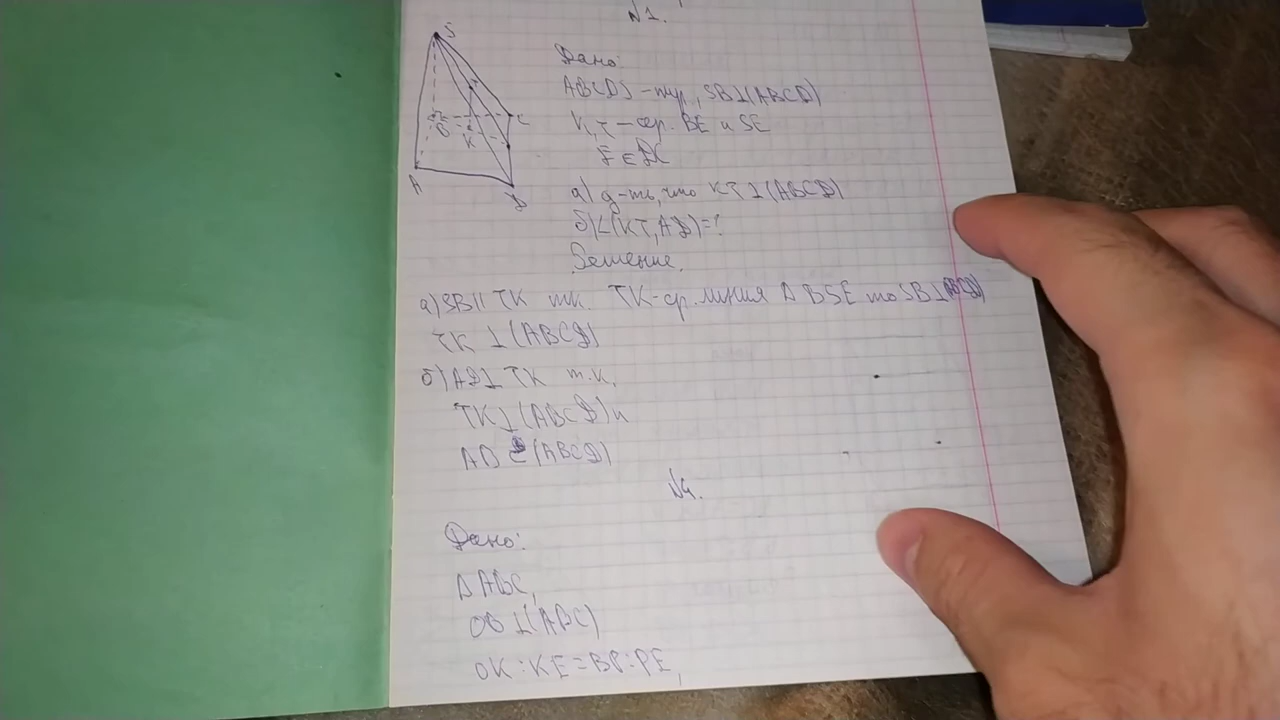 №1.
S
T
B
C
K
A
D
Дано:
ABCDS – пир, SB⊥(ABCD)
K, T – сер. BE и SE
E ∈ DC
а) д-ть, что KT⊥(ABCD)
б) ∠(KT, AD)=?
Решение.
а) SB∥TK т.к. TK-ср. линия Δ BSE то SB⊥(ABCD)
TK ⊥ (ABCD)
б) AD⊥TK т.к.
TK⊥(ABCD) и
AD ⊂ (ABCD)
№4.
Дано:
Δ ABC,
OB ⊥(ABC)
OK : KE = BP : PE,